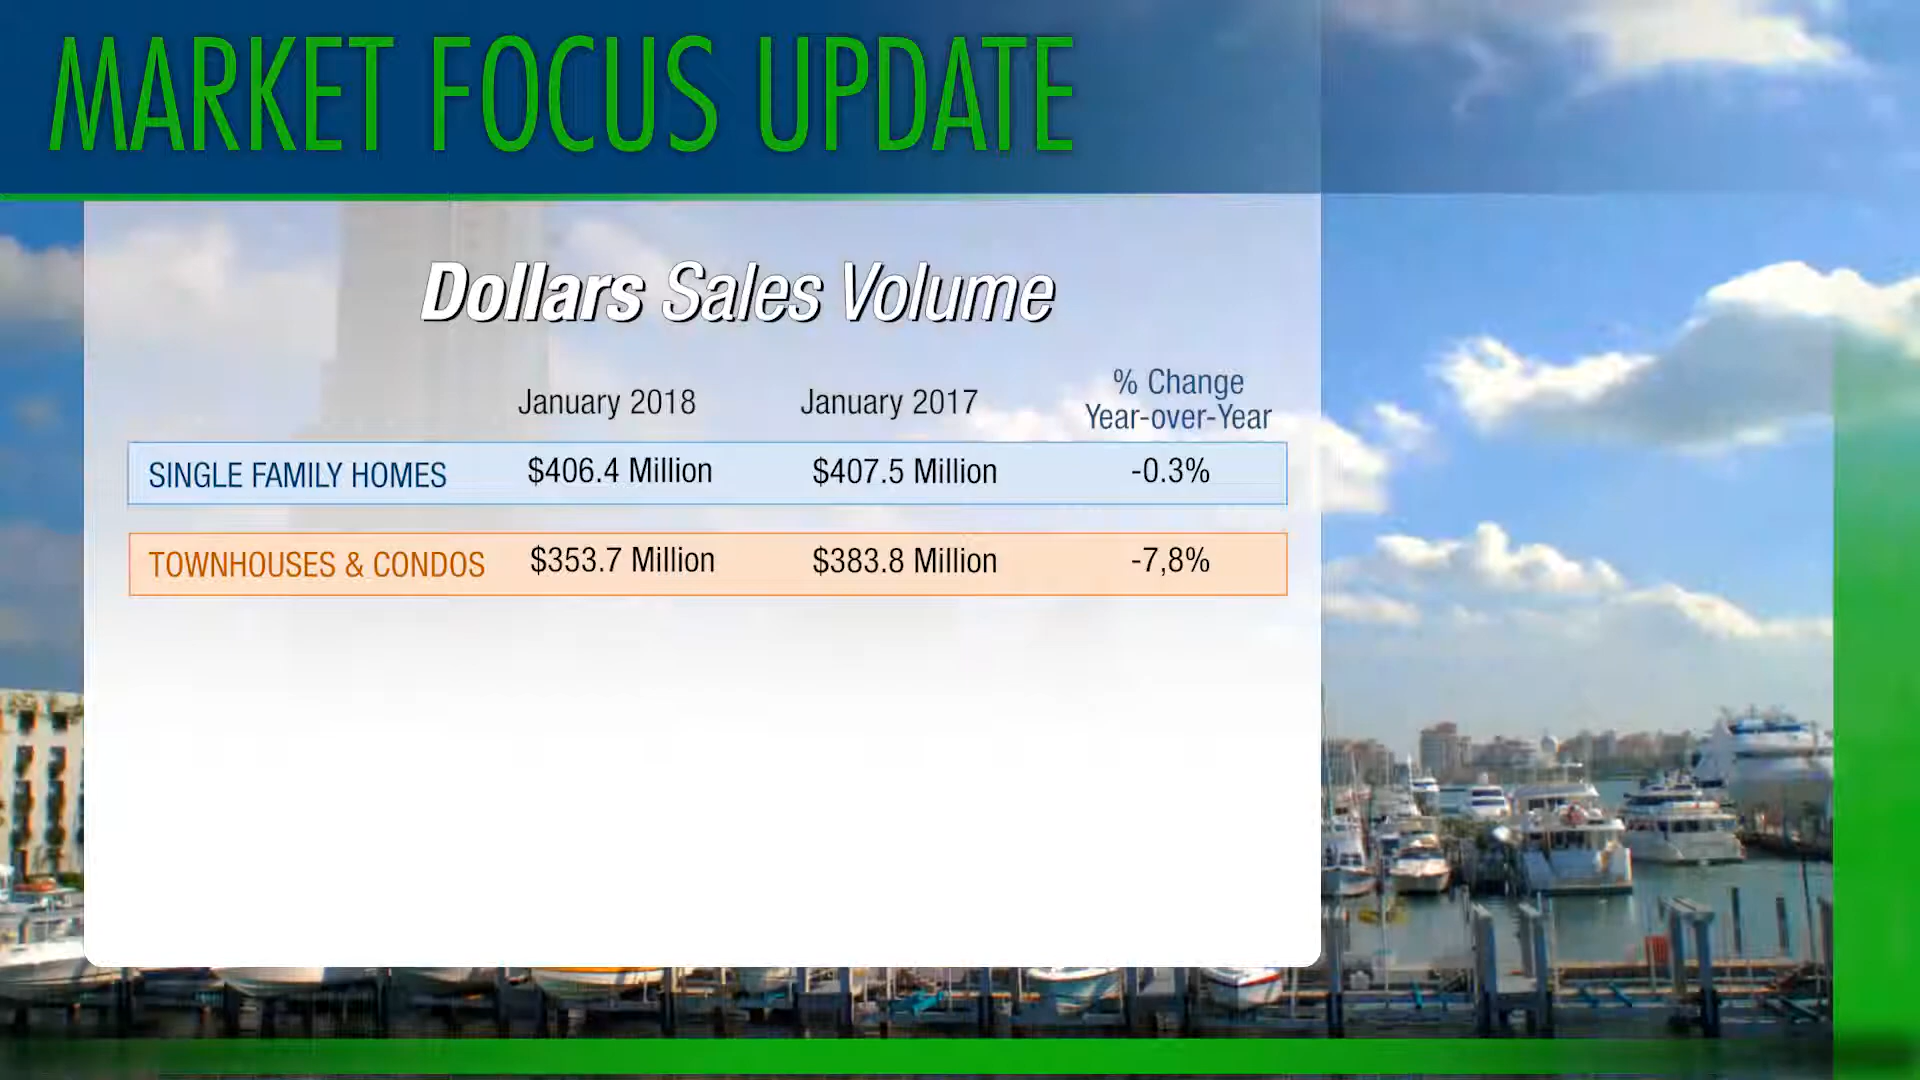 MARKET FOCUS UPDATE
Dollars Sales Volume
January 2018 January 2017 % Change
Year-over-Year
SINGLE FAMILY HOMES $406.4 Million $407.5 Million -0.3%
TOWNHOUSES & CONDOS $353.7 Million $383.8 Million -7,8%